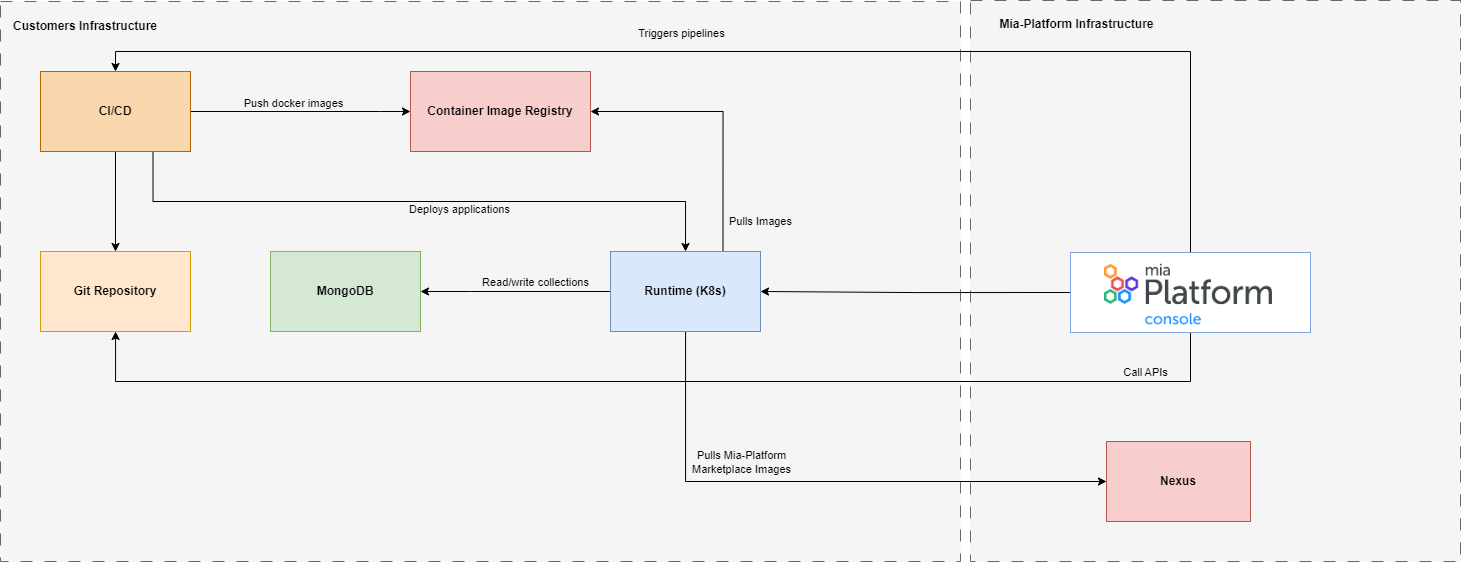 Customers Infrastructure
Mia-Platform Infrastructure
Triggers pipelines
CI/CD
Push docker images
Container Image Registry
Deploys applications
Pulls Images
Git Repository
MongoDB
Read/write collections
Runtime (K8s)
mia
Platform
console
Call APIs
Pulls Mia-Platform
Marketplace Images
Nexus